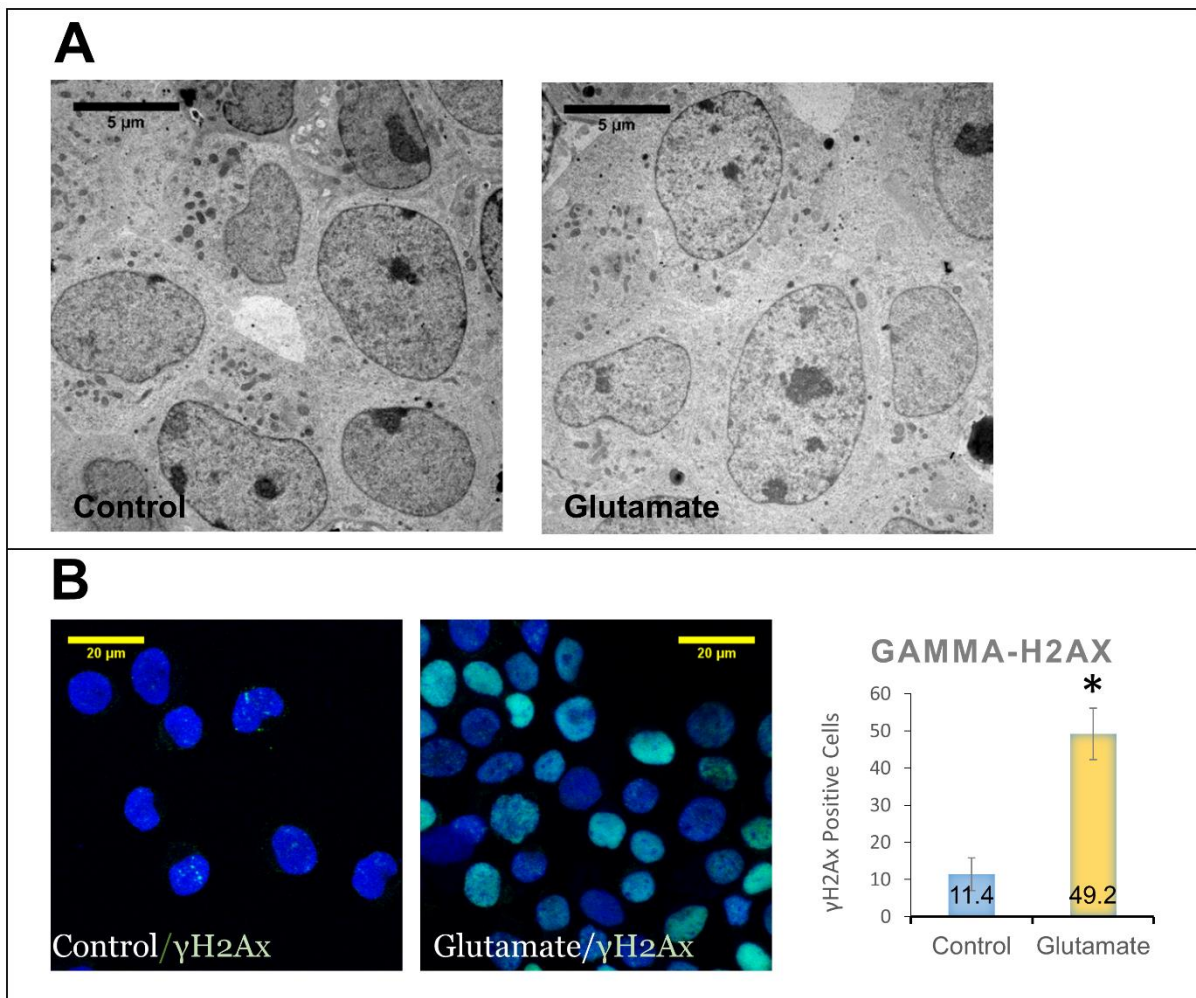 A
5 µm
5 µm
Control
Glutamate
B
20 µm
20 µm
Control/γH2Ax
Glutamate/γH2Ax
GAMMA-H2AX
*
γH2Ax Positive Cells
60
50
40
30
20
10
0
11.4
49.2
Control
Glutamate